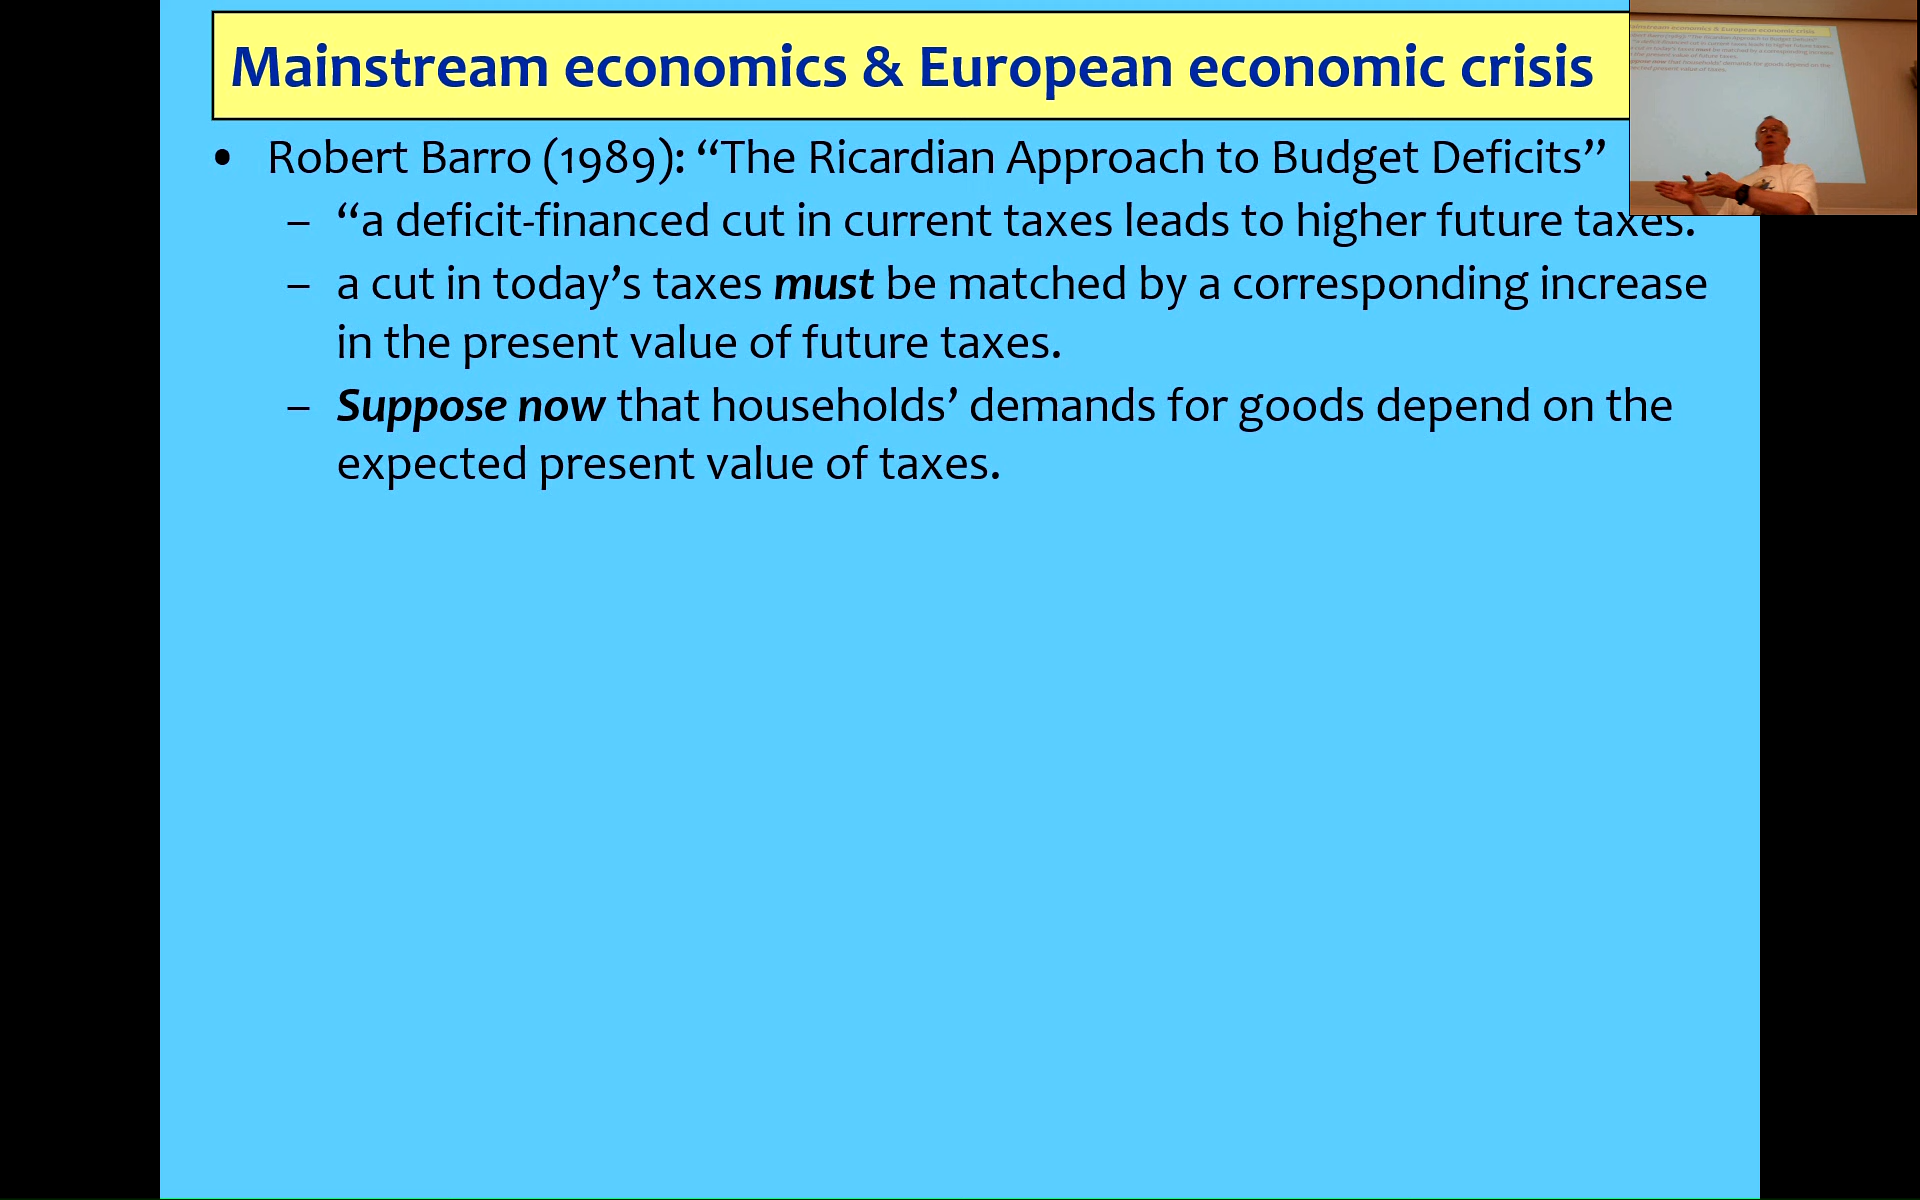 Mainstream economics & European economic crisis
• Robert Barro (1989): “The Ricardian Approach to Budget Deficits”
– “a deficit-financed cut in current taxes leads to higher future taxes.
– a cut in today’s taxes must be matched by a corresponding increase
in the present value of future taxes.
– Suppose now that households’ demands for goods depend on the
expected present value of taxes.